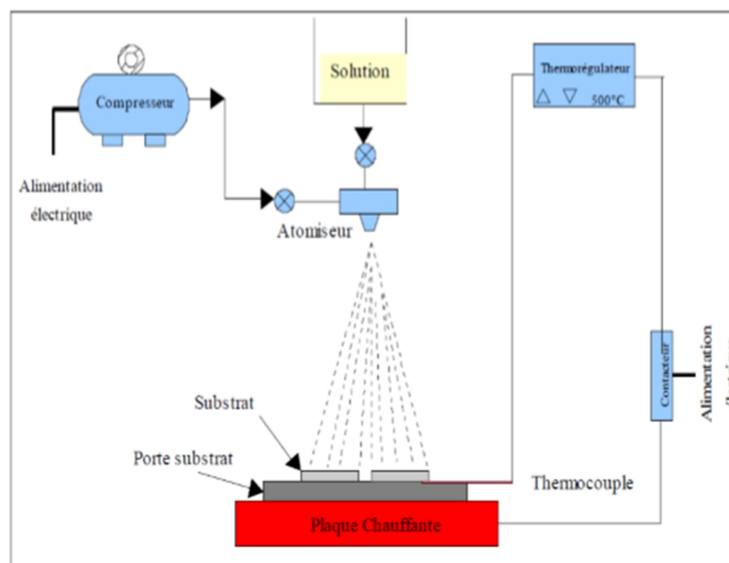 Compresseur
Solution
Thermorégulateur
500°C
Alimentation
électrique
Atomiseur
Contacteur
Alimentation
Substrat
Porte substrat
Thermocouple
Plaque Chauffante